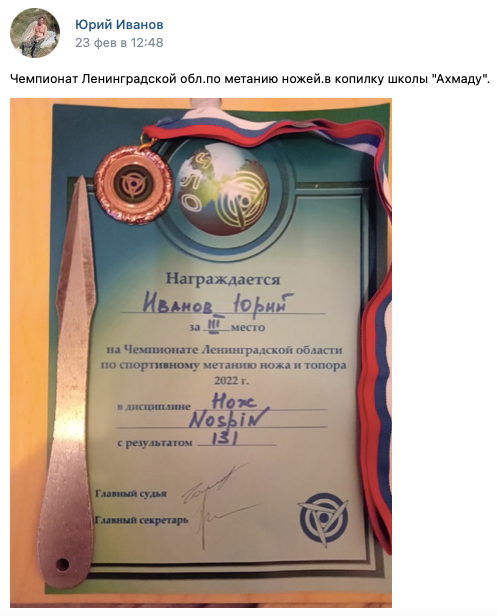 Юрий Иванов
23 фев в 12:48
Чемпионат Ленинградской обл.по метанию ножей.в копилку школы "Ахмаду".
Награждается
Иванов Юрий
за III место
на Чемпионате Ленинградской области
по спортивному метанию ножа и топора
2022 г.
в дисциплине Нож
Nospin
с результатом 131
Главный судья
Главный секретарь